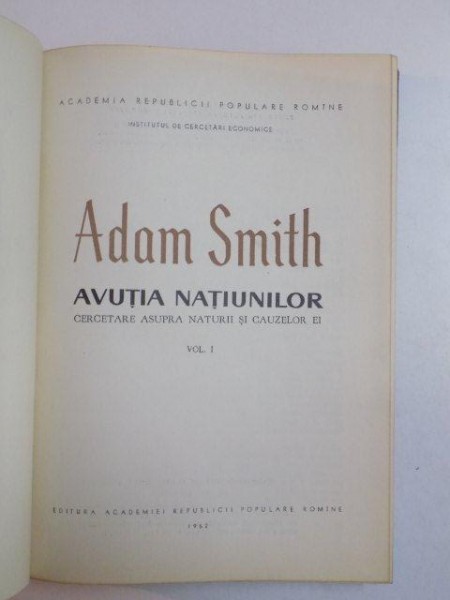 ACADEMIA REPUBLICII POPULARE ROMÎNE
INSTITUTUL DE CERCETĂRI ECONOMICE
Adam Smith
AVUȚIA NAȚIUNILOR
CERCETARE ASUPRA NATURII ȘI CAUZELOR EI
VOL. I
EDITURA ACADEMIEI REPUBLICII POPULARE ROMÎNE
1962